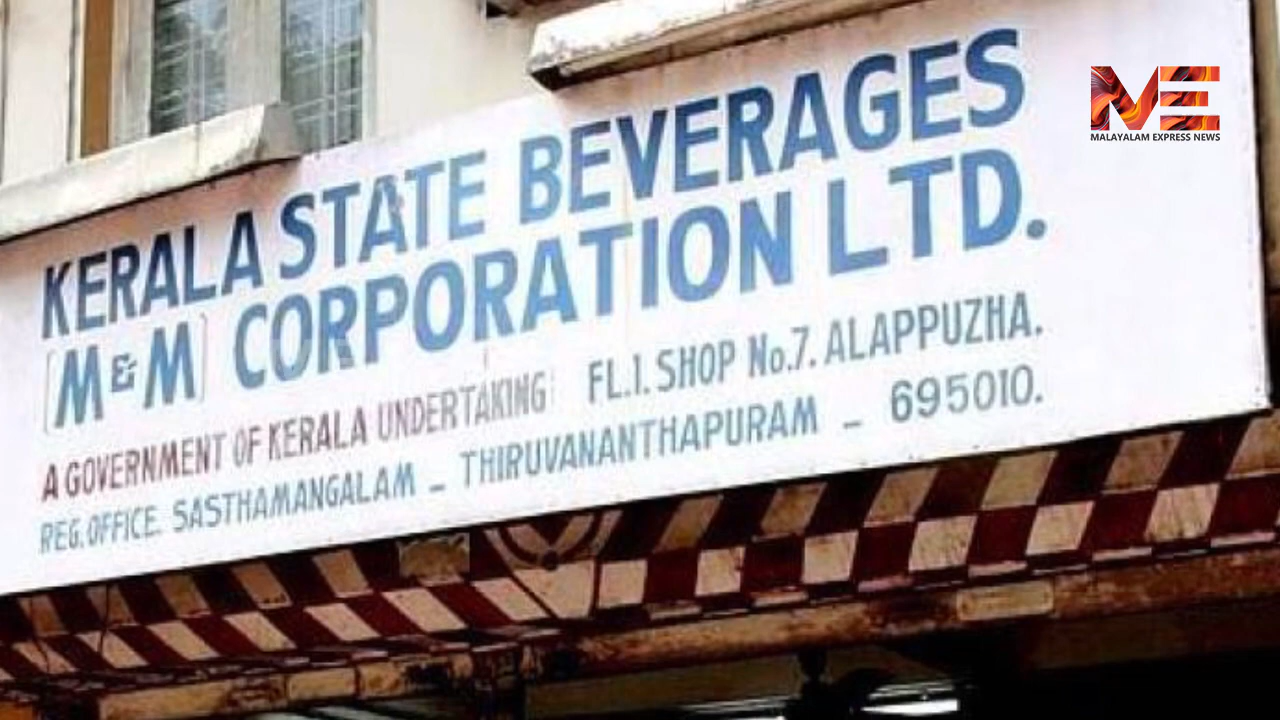 KERALA STATE BEVERAGES
[M&M] CORPORATION LTD.
A GOVERNMENT OF KERALA UNDERTAKING FL.I. SHOP No.7. ALAPPUZHA.
REG. OFFICE. SASTHAMANGALAM - THIRUVANANTHAPURAM - 695010.
ME
MALAYALAM EXPRESS NEWS